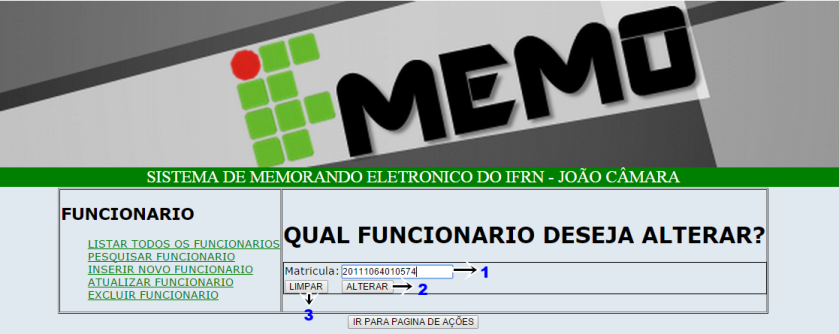 MEMO
SISTEMA DE MEMORANDO ELETRONICO DO IFRN - JOÃO CÂMARA
FUNCIONARIO
LISTAR TODOS OS FUNCIONARIOS
PESQUISAR FUNCIONARIO
INSERIR NOVO FUNCIONARIO
ATUALIZAR FUNCIONARIO
EXCLUIR FUNCIONARIO
QUAL FUNCIONARIO DESEJA ALTERAR?
Matricula: 20111064010574 1
LIMPAR ALTERAR 2
3
IR PARA PAGINA DE AÇÕES